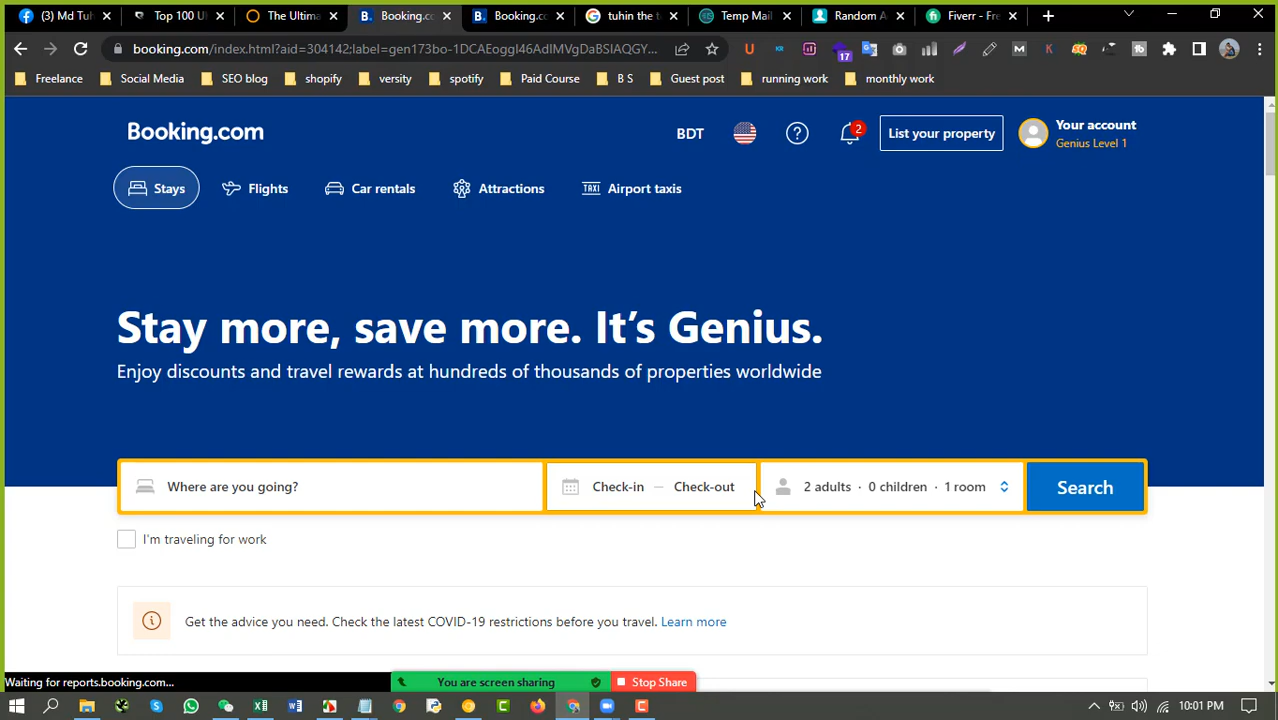 (3) Md Tuh
Top 100 U
The Ultima
Booking.co
Booking.co
tuhin the t
Temp Mail
Random A
Fiverr - Fre
booking.com/index.html?aid=304142;label=gen173bo-1DCAEoggI46AdIMVgDaBSIAQGY...
17
Freelance
Social Media
SEO blog
shopify
versity
spotify
Paid Course
B S
Guest post
running work
monthly work
Booking.com
BDT
2
List your property
Your account
Genius Level 1
Stays
Flights
Car rentals
Attractions
TAXI
Airport taxis
Stay more, save more. It's Genius.
Enjoy discounts and travel rewards at hundreds of thousands of properties worldwide
Where are you going?
Check-in — Check-out
2 adults · 0 children · 1 room
Search
I'm traveling for work
Get the advice you need. Check the latest COVID-19 restrictions before you travel. Learn more
Waiting for reports.booking.com...
You are screen sharing
Stop Share
10:01 PM